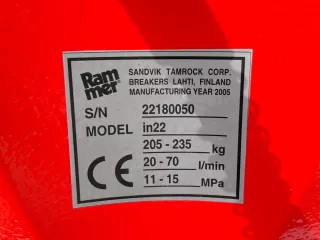 Rammer
SANDVIK TAMROCK CORP.
BREAKERS LAHTI, FINLAND
MANUFACTURING YEAR 2005
S/N 22180050
MODEL in22
205 - 235 kg
20 - 70 l/min
CE 11 - 15 MPa